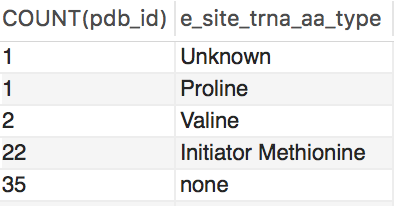 COUNT(pdb_id) e_site_trna_aa_type
1 Unknown
1 Proline
2 Valine
22 Initiator Methionine
35 none